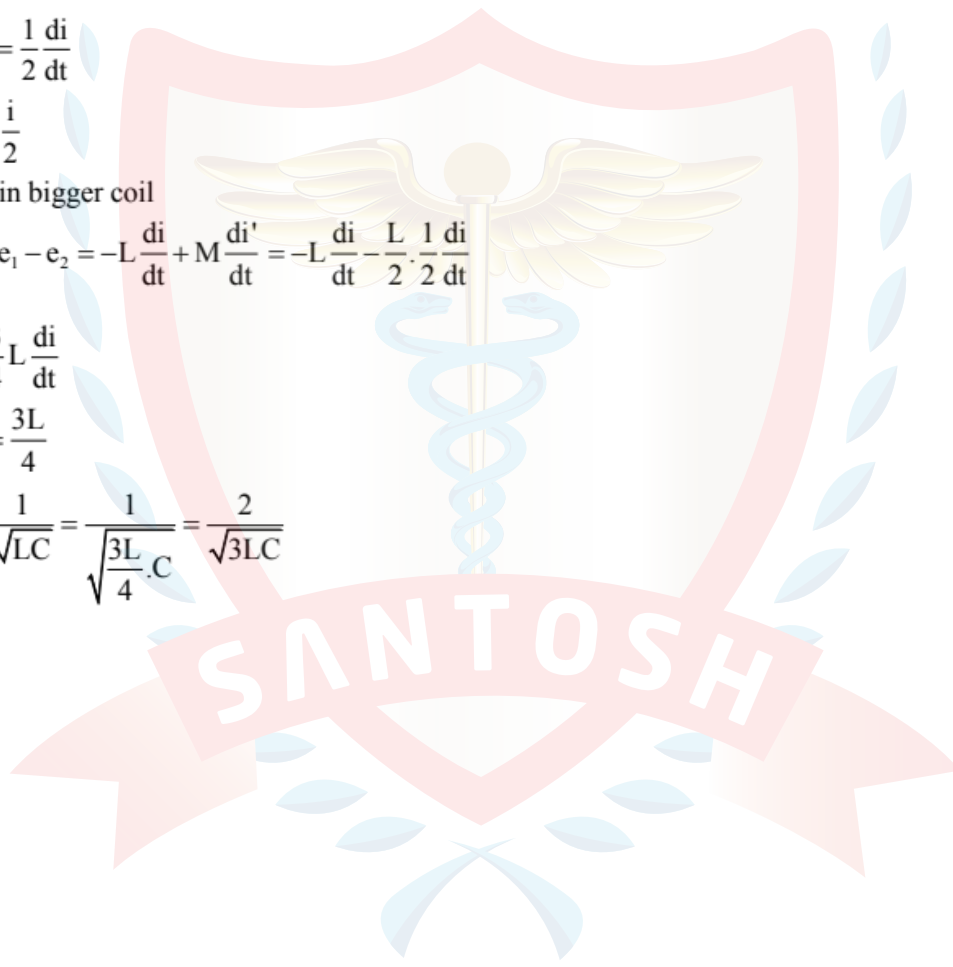 = 1/2 di/dt
i/2
in bigger coil
e₁ – e₂ = –L di/dt + M di'/dt = –L di/dt – L/2 . 1/2 di/dt
L di/dt
= 3L/4
1/√LC = 1/√(3L/4 .C) = 2/√3LC
SANTOSH